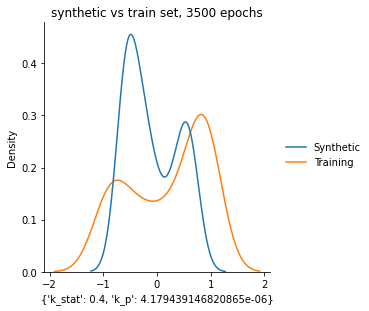 synthetic vs train set, 3500 epochs
0.4
0.3
0.2
0.1
0.0
Density
Synthetic
Training
−2
−1
0
1
2
{'k_stat': 0.4, 'k_p': 4.179439146820865e-06}